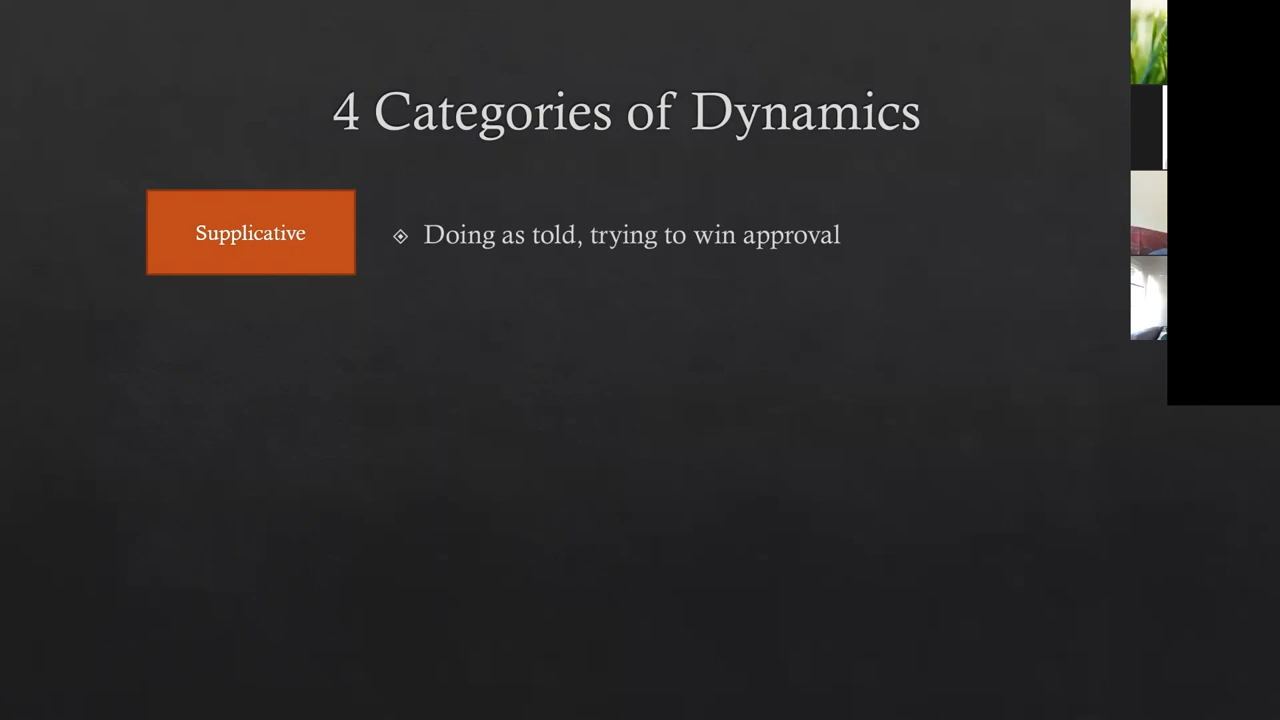 4 Categories of Dynamics
Supplicative
Doing as told, trying to win approval